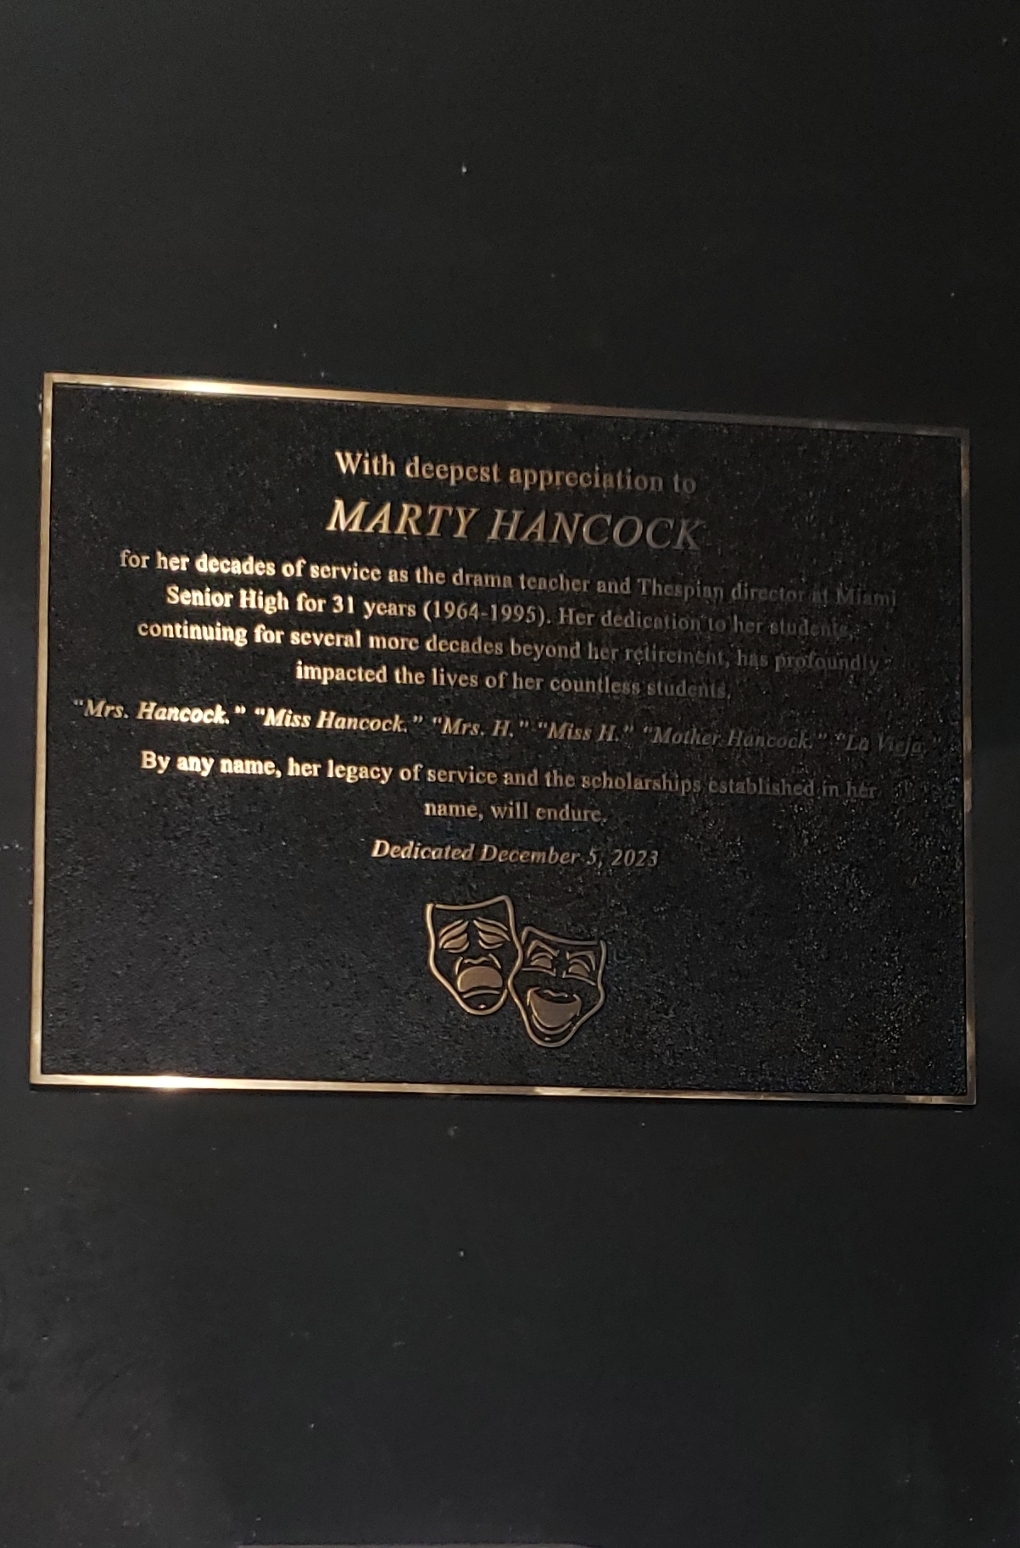 With deepest appreciation to
MARTY HANCOCK
for her decades of service as the drama teacher and Thespian director at Miami
Senior High for 31 years (1964-1995). Her dedication to her students,
continuing for several more decades beyond her retirement, has profoundly
impacted the lives of her countless students.
"Mrs. Hancock." "Miss Hancock." "Mrs. H." "Miss H." "Mother Hancock." "La Vieja."
By any name, her legacy of service and the scholarships established in her
name, will endure.
Dedicated December 5, 2023